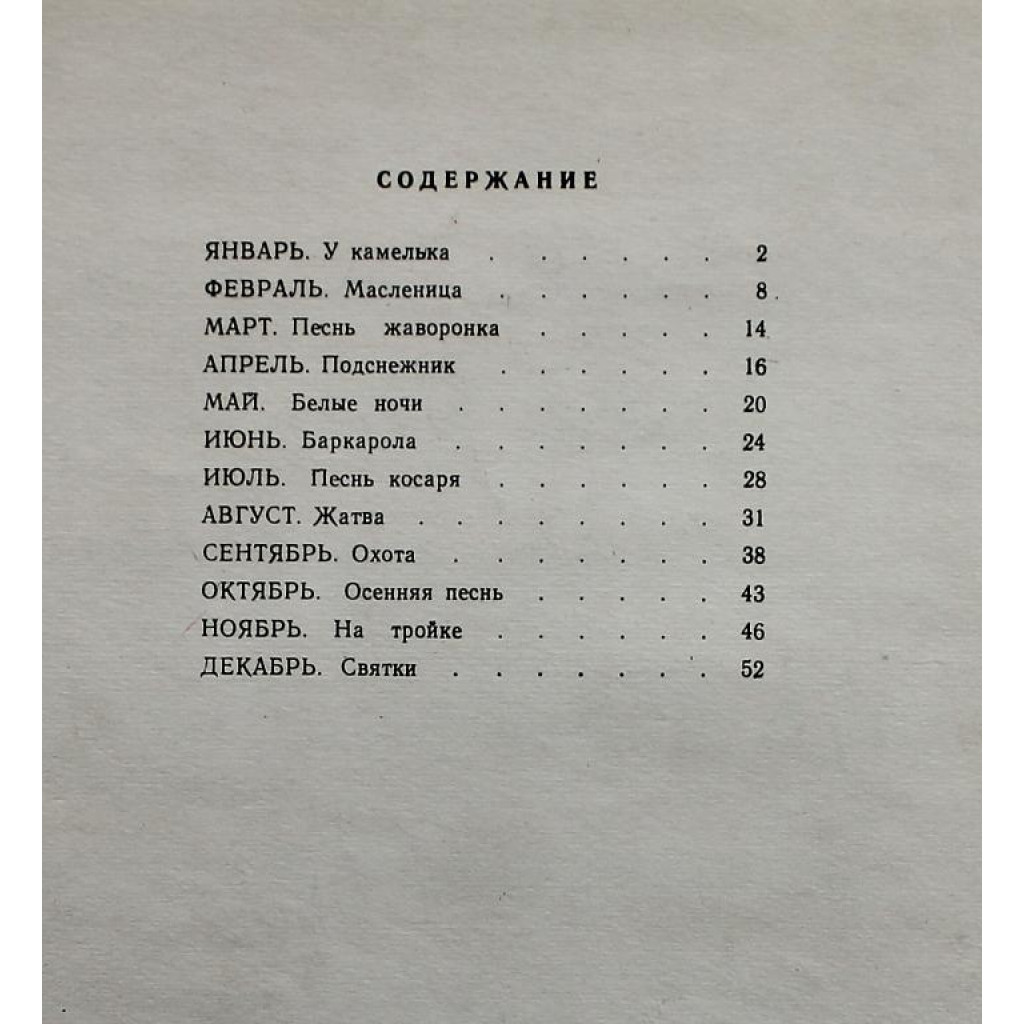 СОДЕРЖАНИЕ
ЯНВАРЬ. У камелька . . . . . . 2
ФЕВРАЛЬ. Масленица . . . . . . 8
МАРТ. Песнь жаворонка . . . . . 14
АПРЕЛЬ. Подснежник . . . . . . 16
МАЙ. Белые ночи . . . . . . . 20
ИЮНЬ. Баркарола . . . . . . . 24
ИЮЛЬ. Песнь косаря . . . . . . 28
АВГУСТ. Жатва . . . . . . . . 31
СЕНТЯБРЬ. Охота . . . . . . . 38
ОКТЯБРЬ. Осенняя песнь . . . . . 43
НОЯБРЬ. На тройке . . . . . . 46
ДЕКАБРЬ. Святки . . . . . . . 52